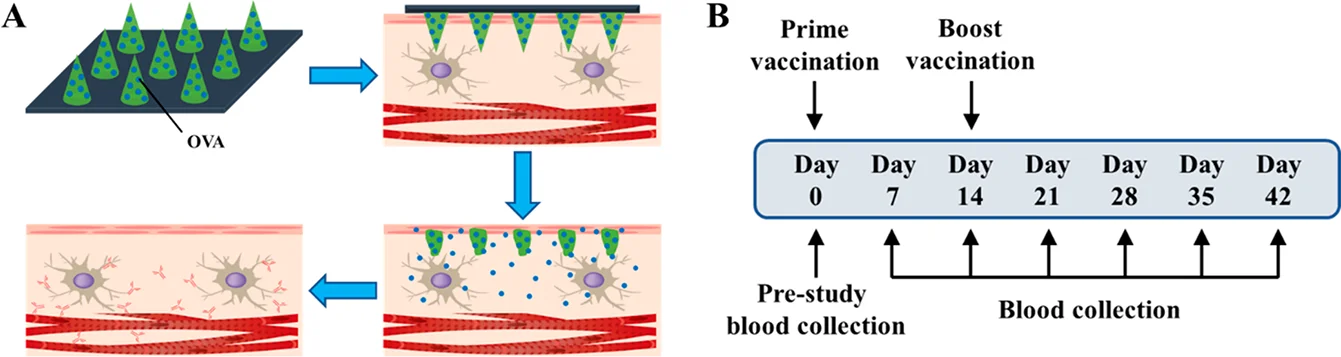 A
OVA
B
Prime
vaccination
Boost
vaccination
Day Day Day Day Day Day Day
0 7 14 21 28 35 42
Pre-study
blood collection
Blood collection